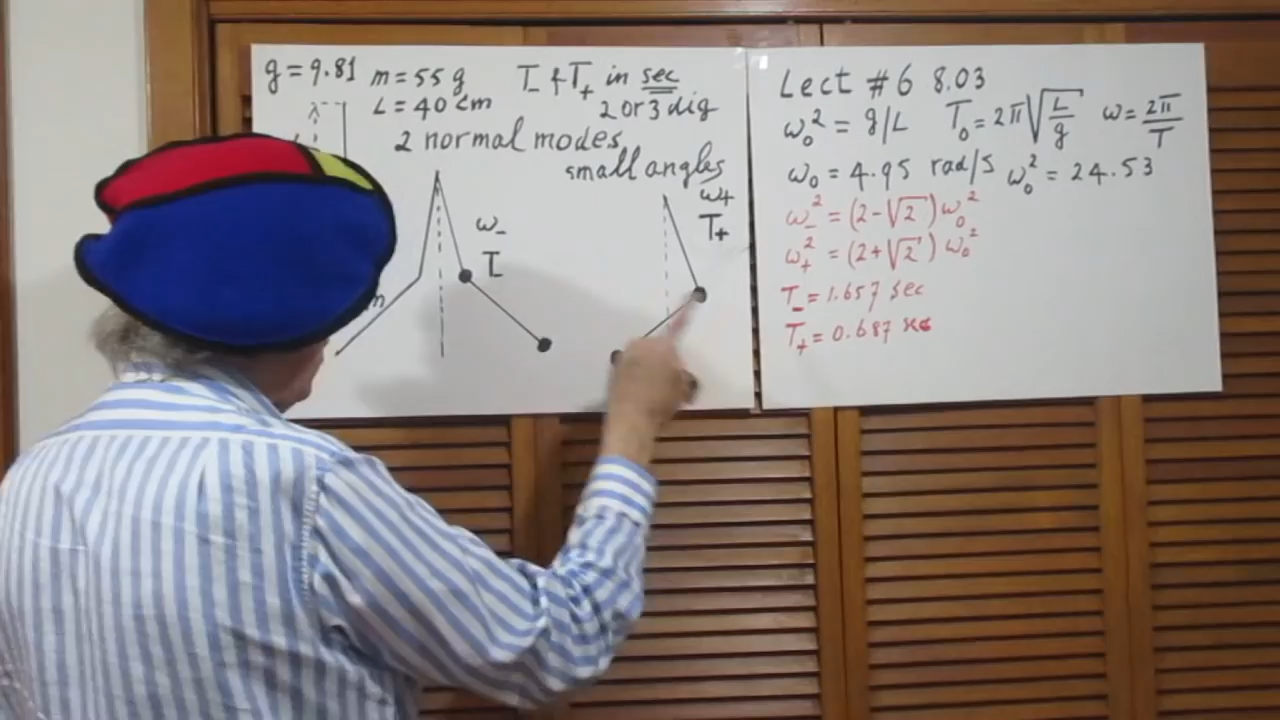 g = 9.81 m = 55 g T- & T+ in sec
L = 40 cm 2 or 3 dig
2 normal modes
small angles
ω-
T-
ω+
T+
m
Lect #6 8.03
ω₀² = g/L T₀ = 2π√(L/g) ω = 2π/T
ω₀ = 4.95 rad/s ω₀² = 24.53
ω-² = (2-√2)ω₀²
ω+² = (2+√2)ω₀²
T- = 1.657 sec
T+ = 0.687 sec